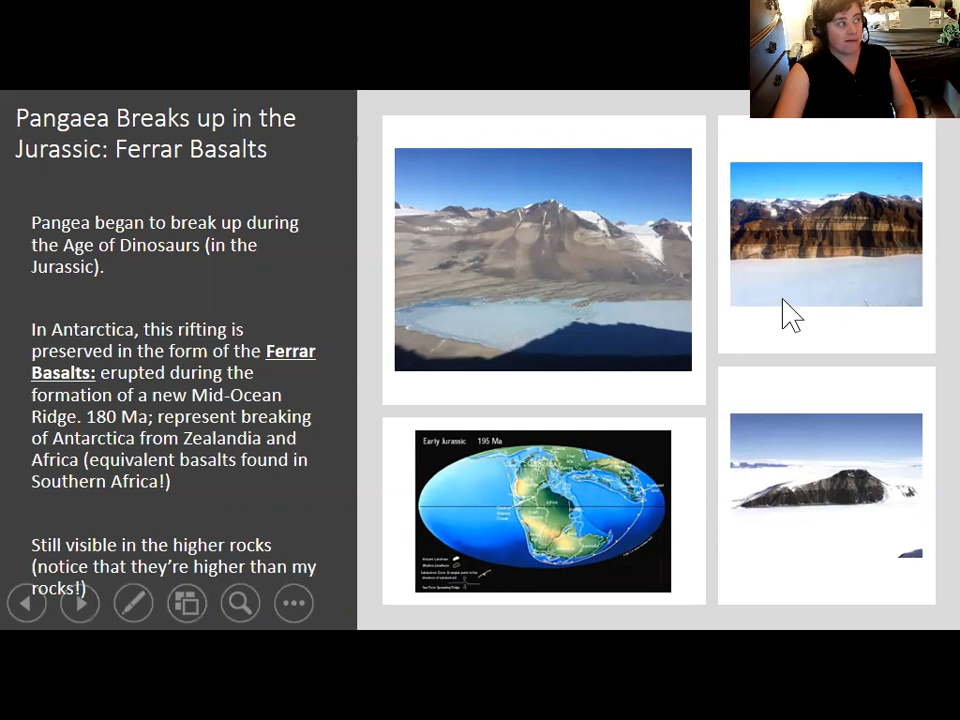 Pangaea Breaks up in the
Jurassic: Ferrar Basalts
Pangea began to break up during
the Age of Dinosaurs (in the
Jurassic).
In Antarctica, this rifting is
preserved in the form of the Ferrar
Basalts: erupted during the
formation of a new Mid-Ocean
Ridge. 180 Ma; represent breaking
of Antarctica from Zealandia and
Africa (equivalent basalts found in
Southern Africa!)
Still visible in the higher rocks
(notice that they're higher than my
rocks!)
Early Jurassic 195 Ma